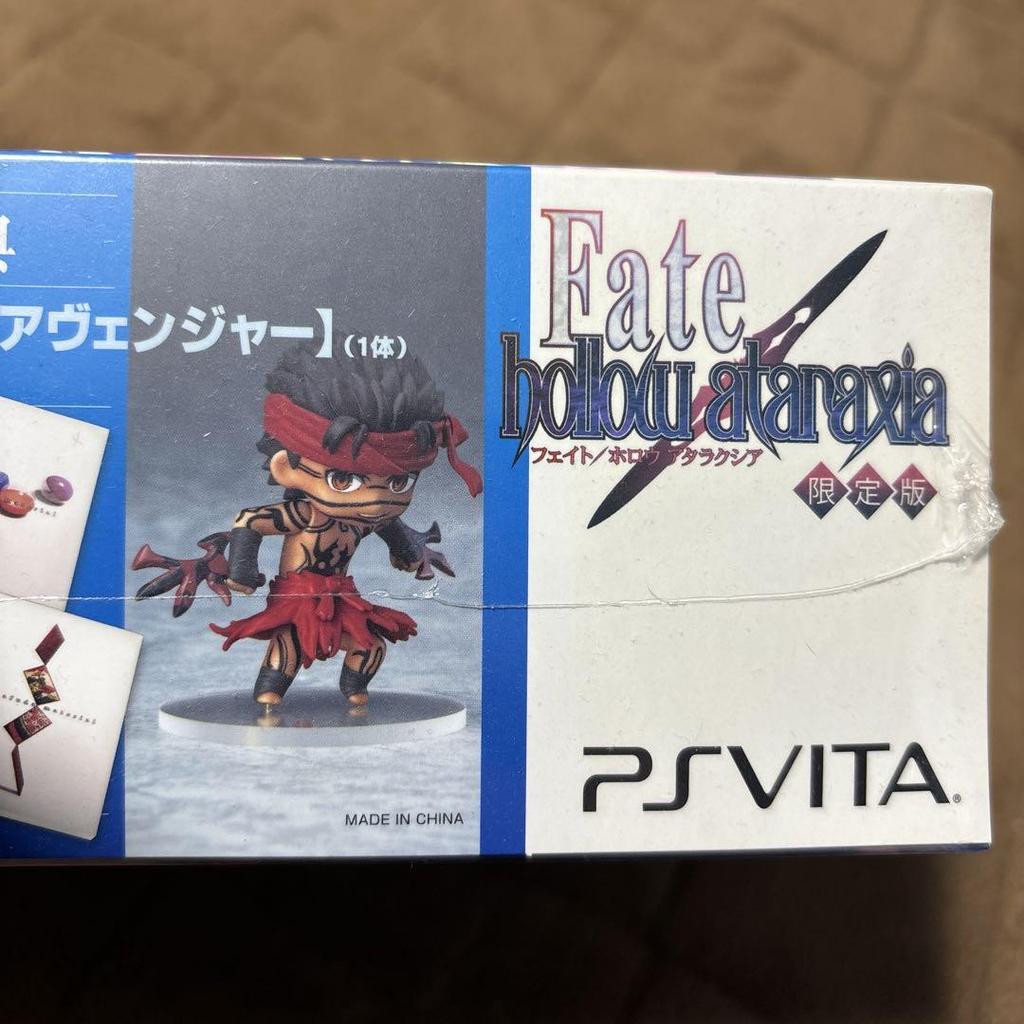 アヴェンジャー】(1体)
MADE IN CHINA
Fate
hollow ataraxia
フェイト/ホロウ アタラクシア
限定版
PSVITA®